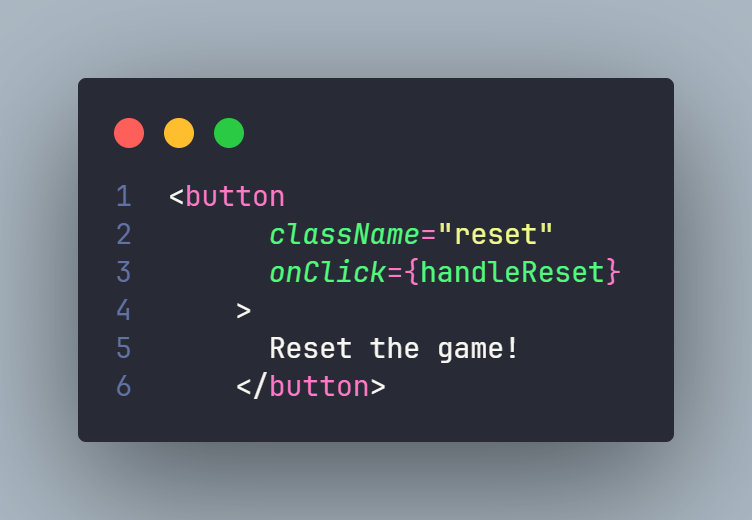 1 <button
2 className="reset"
3 onClick={handleReset}
4 >
5 Reset the game!
6 </button>